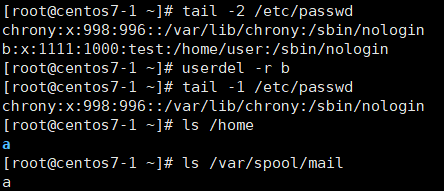 [root@centos7-1 ~]# tail -2 /etc/passwd
chrony:x:998:996::/var/lib/chrony:/sbin/nologin
b:x:1111:1000:test:/home/user:/sbin/nologin
[root@centos7-1 ~]# userdel -r b
[root@centos7-1 ~]# tail -1 /etc/passwd
chrony:x:998:996::/var/lib/chrony:/sbin/nologin
[root@centos7-1 ~]# ls /home
a
[root@centos7-1 ~]# ls /var/spool/mail
a